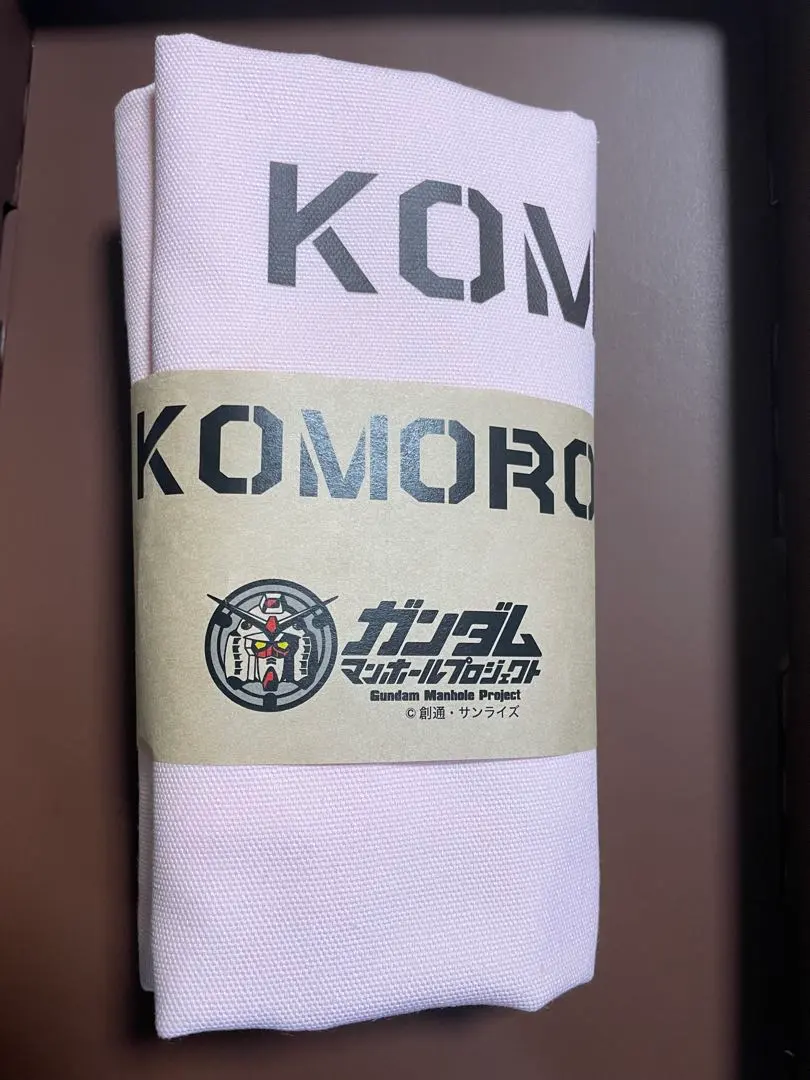 KOM
KOMORO
ガンダム
マンホールプロジェクト
Gundam Manhole Project
©創通・サンライズ